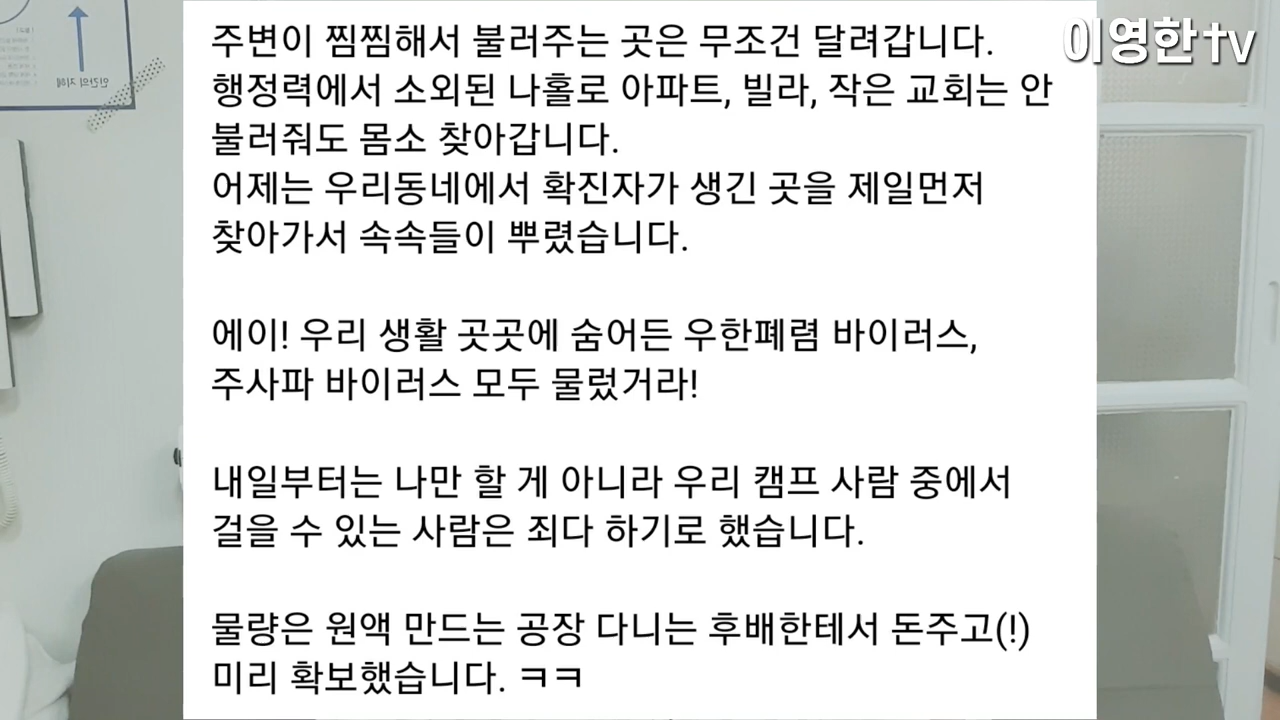 이영한tv
인간의 지혜
주변이 찜찜해서 불러주는 곳은 무조건 달려갑니다.
행정력에서 소외된 나홀로 아파트, 빌라, 작은 교회는 안
불러줘도 몸소 찾아갑니다.
어제는 우리동네에서 확진자가 생긴 곳을 제일먼저
찾아가서 속속들이 뿌렸습니다.
에이! 우리 생활 곳곳에 숨어든 우한폐렴 바이러스,
주사파 바이러스 모두 물렀거라!
내일부터는 나만 할 게 아니라 우리 캠프 사람 중에서
걸을 수 있는 사람은 죄다 하기로 했습니다.
물량은 원액 만드는 공장 다니는 후배한테서 돈주고(!)
미리 확보했습니다. ㅋㅋ